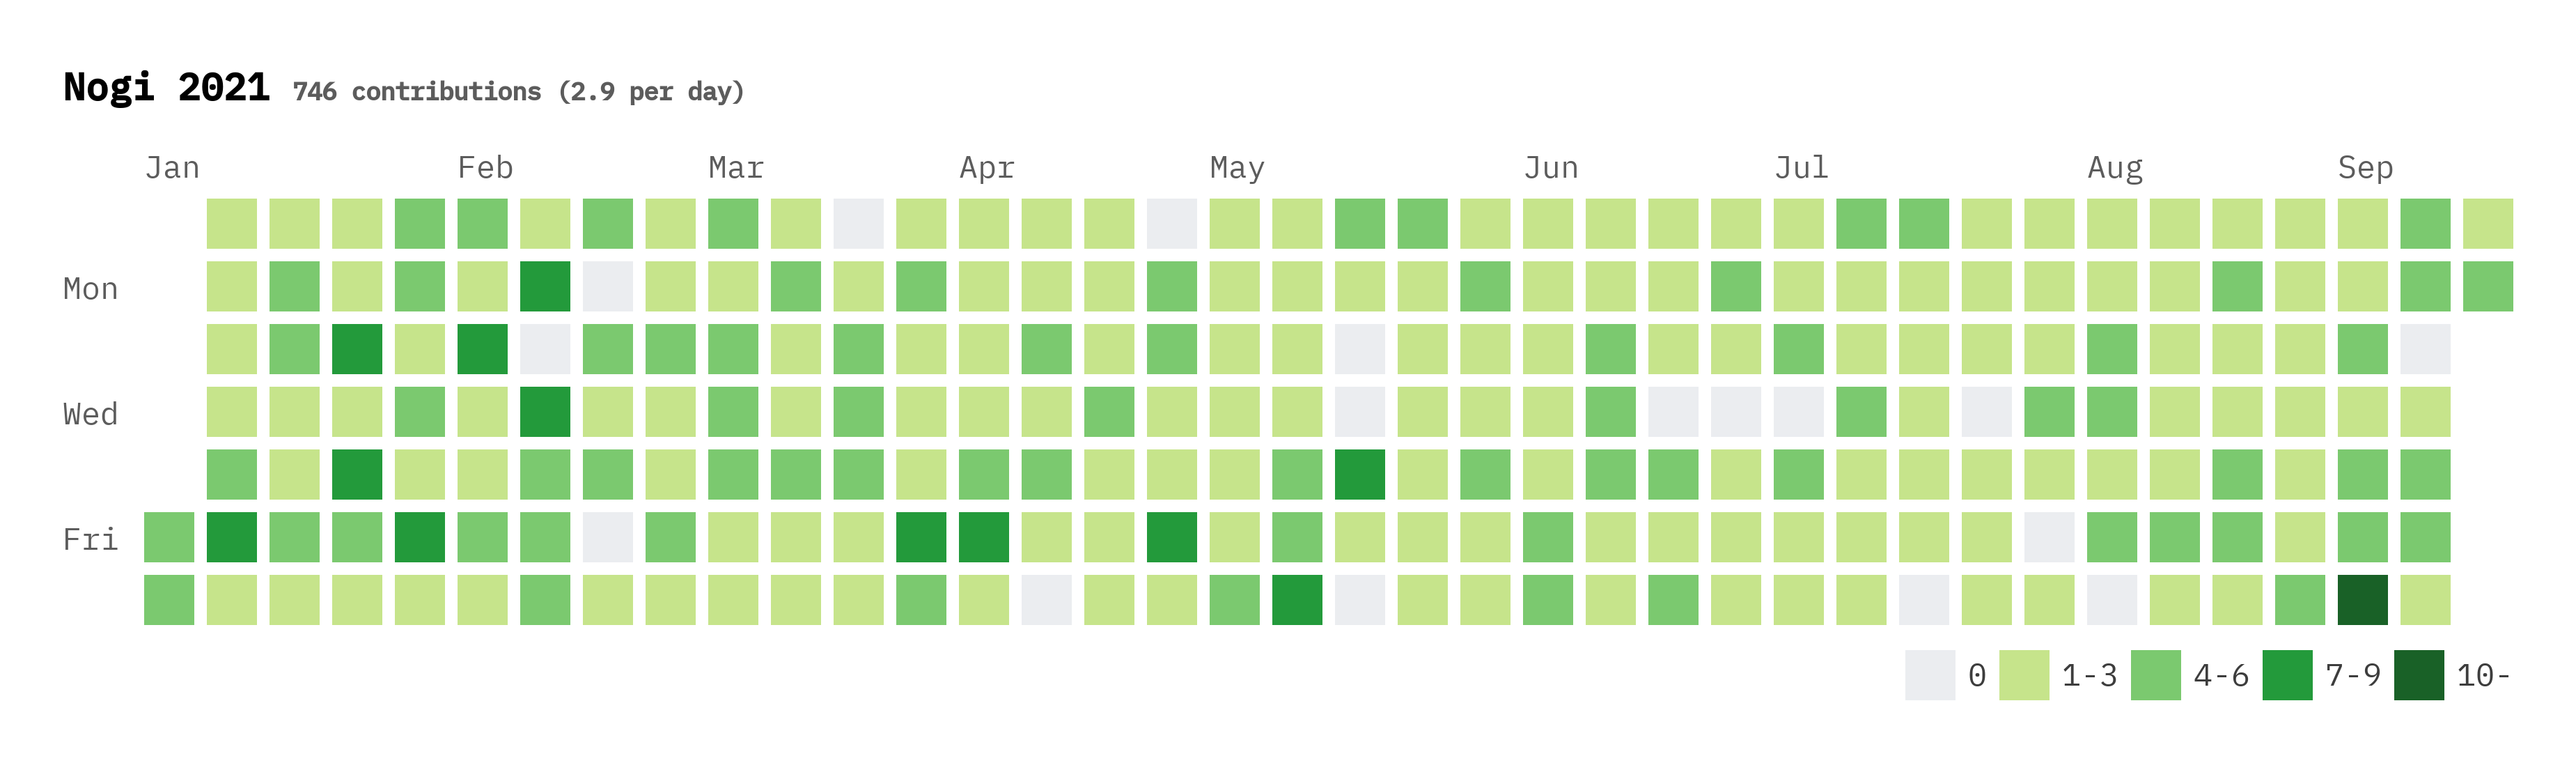 Nogi 2021 746 contributions (2.9 per day)
Jan Feb Mar Apr May Jun Jul Aug Sep
Mon
Wed
Fri
0 1-3 4-6 7-9 10-